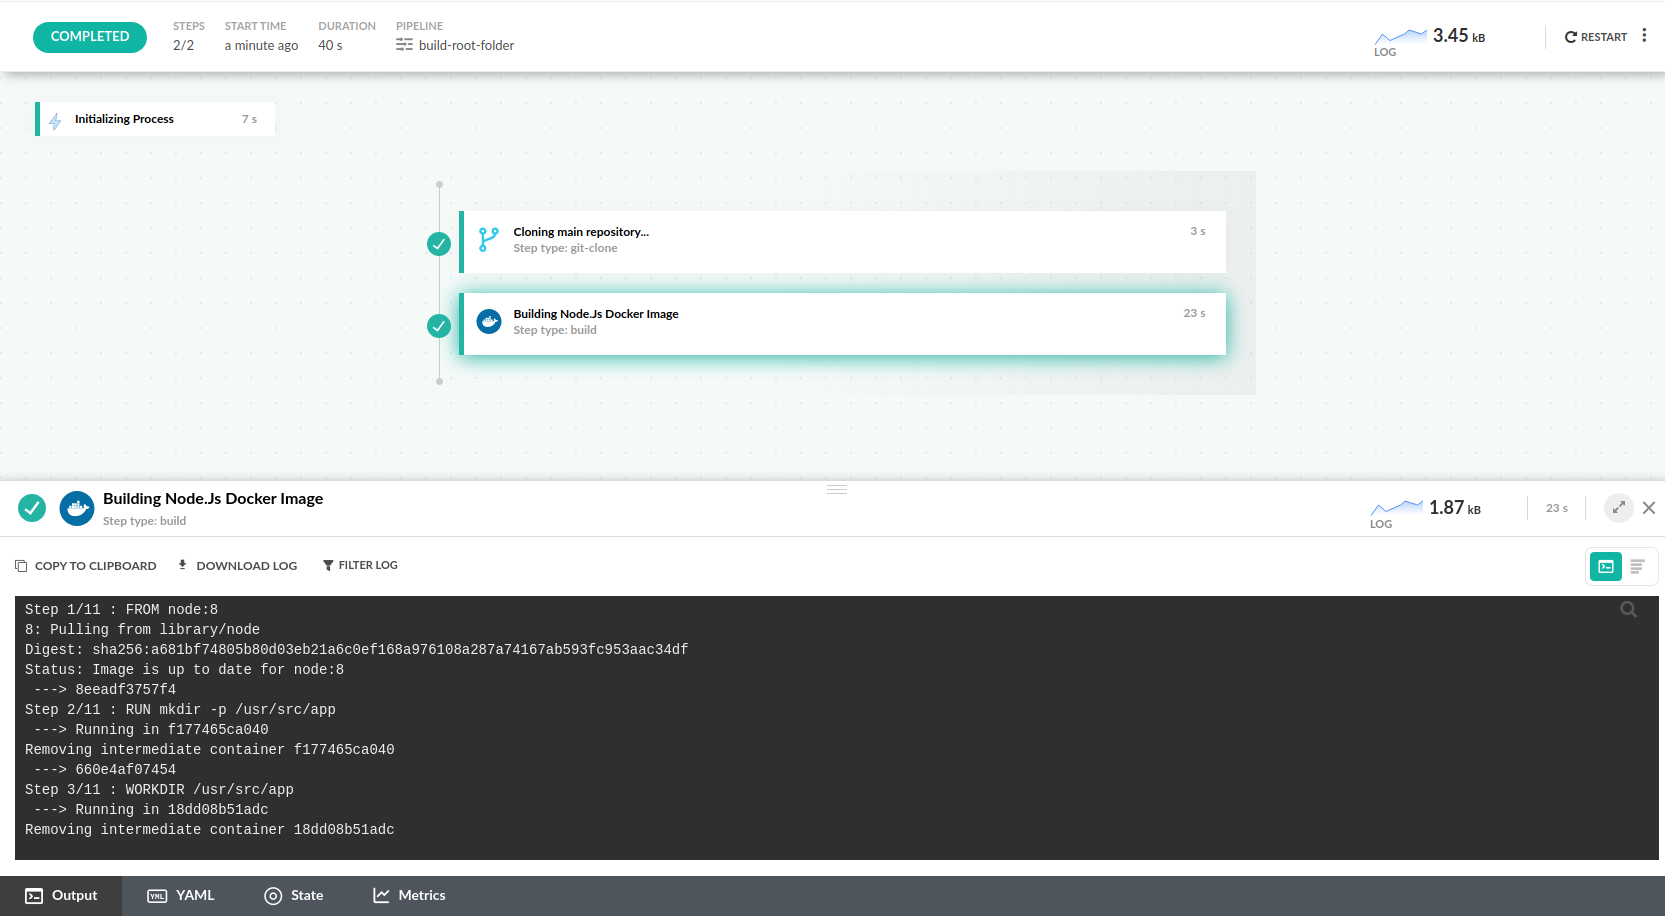 COMPLETED
STEPS
2/2
START TIME
a minute ago
DURATION
40 s
PIPELINE
build-root-folder
LOG
3.45 kB
RESTART
Initializing Process
7 s
Cloning main repository...
Step type: git-clone
3 s
Building Node.Js Docker Image
Step type: build
23 s
Building Node.Js Docker Image
Step type: build
LOG
1.87 kB
23 s
COPY TO CLIPBOARD
DOWNLOAD LOG
FILTER LOG
Step 1/11 : FROM node:8
8: Pulling from library/node
Digest: sha256:a681bf74805b80d03eb21a6c0ef168a976108a287a74167ab593fc953aac34df
Status: Image is up to date for node:8
---> 8eeadf3757f4
Step 2/11 : RUN mkdir -p /usr/src/app
---> Running in f177465ca040
Removing intermediate container f177465ca040
---> 660e4af07454
Step 3/11 : WORKDIR /usr/src/app
---> Running in 18dd08b51adc
Removing intermediate container 18dd08b51adc
Output
YML
YAML
State
Metrics